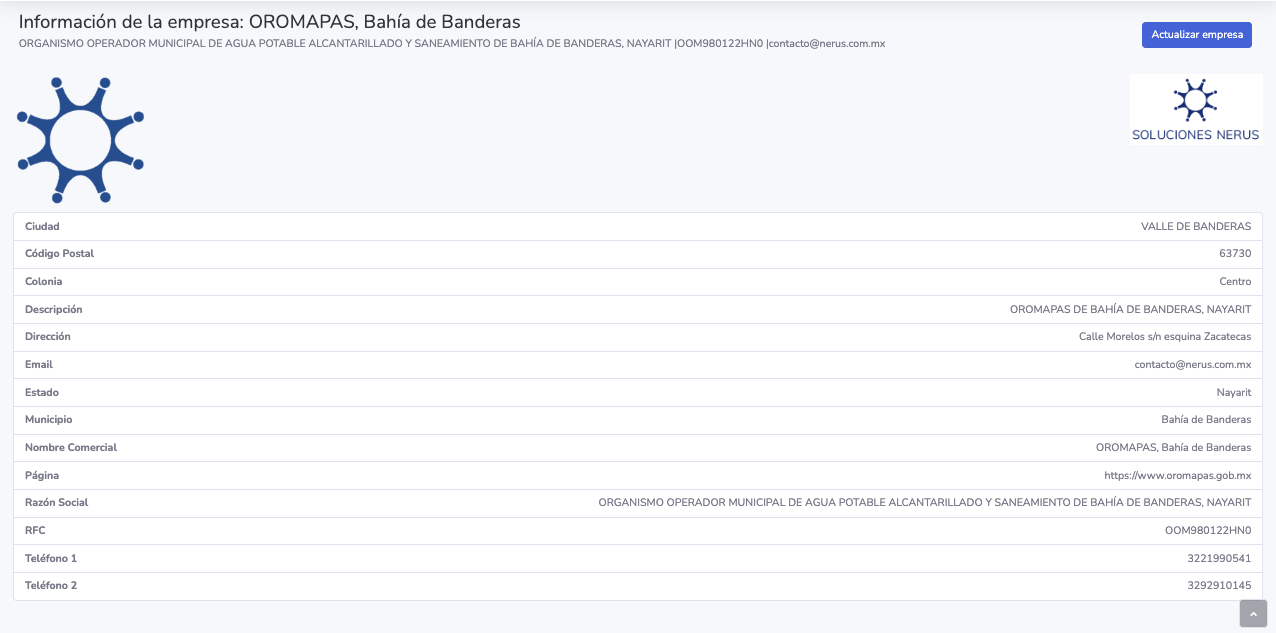 Información de la empresa: OROMAPAS, Bahía de Banderas
ORGANISMO OPERADOR MUNICIPAL DE AGUA POTABLE ALCANTARILLADO Y SANEAMIENTO DE BAHÍA DE BANDERAS, NAYARIT |OOM980122HN0 |contacto@nerus.com.mx
Actualizar empresa
SOLUCIONES NERUS
Ciudad VALLE DE BANDERAS
Código Postal 63730
Colonia Centro
Descripción OROMAPAS DE BAHÍA DE BANDERAS, NAYARIT
Dirección Calle Morelos s/n esquina Zacatecas
Email contacto@nerus.com.mx
Estado Nayarit
Municipio Bahía de Banderas
Nombre Comercial OROMAPAS, Bahía de Banderas
Página https://www.oromapas.gob.mx
Razón Social ORGANISMO OPERADOR MUNICIPAL DE AGUA POTABLE ALCANTARILLADO Y SANEAMIENTO DE BAHÍA DE BANDERAS, NAYARIT
RFC OOM980122HN0
Teléfono 1 3221990541
Teléfono 2 3292910145